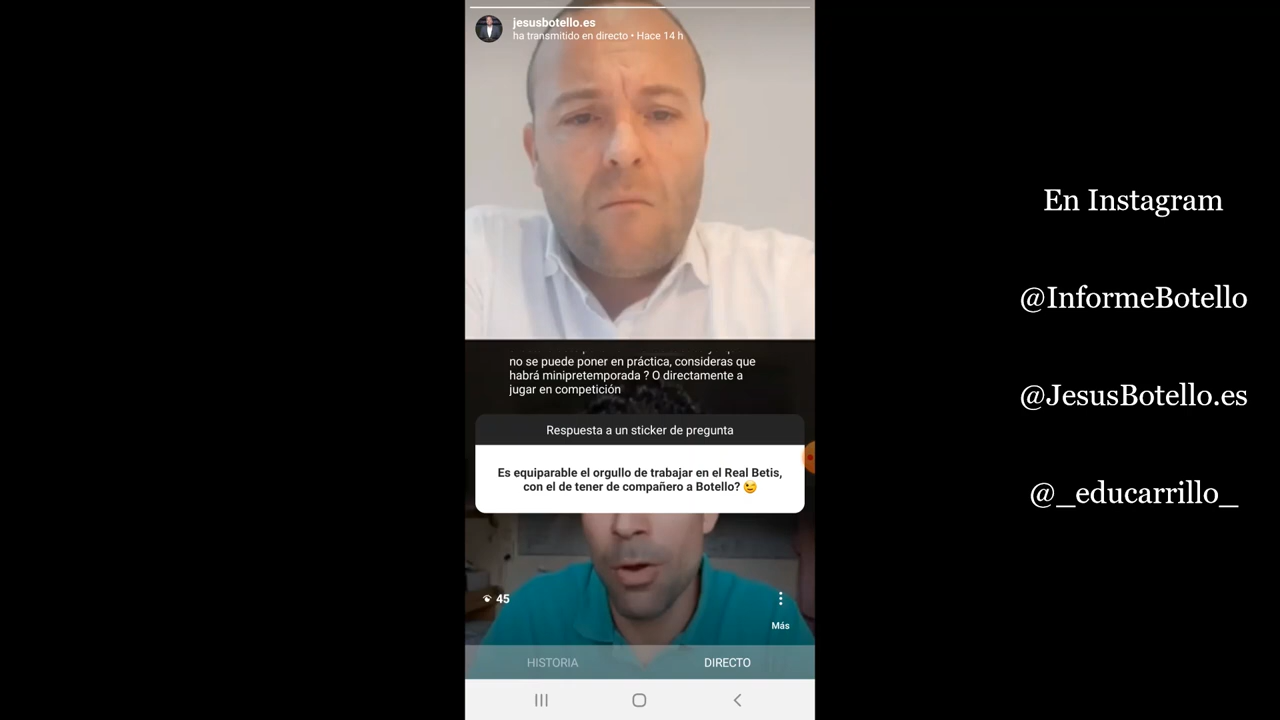 jesusbotello.es
ha transmitido en directo • Hace 14 h
no se puede poner en práctica, consideras que
habrá minipretemporada ? O directamente a
jugar en competición
Respuesta a un sticker de pregunta
Es equiparable el orgullo de trabajar en el Real Betis,
con el de tener de compañero a Botello? 😉
45
Más
HISTORIA
DIRECTO
En Instagram
@InformeBotello
@JesusBotello.es
@_educarrillo_